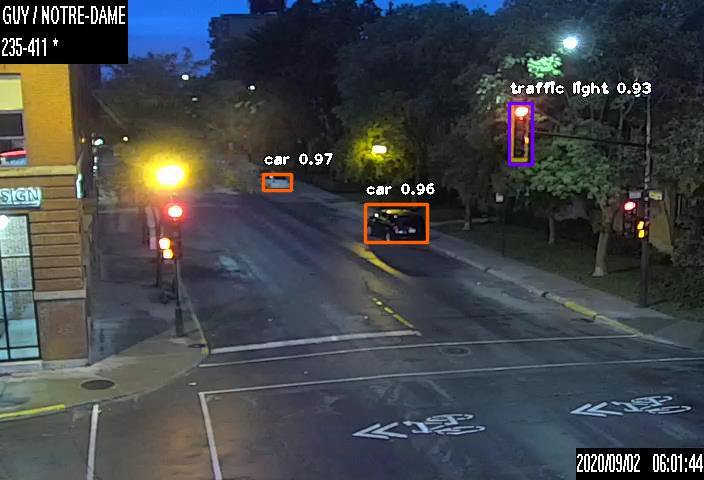 GUY / NOTRE-DAME
235-411 *
traffic light 0.93
car 0.97
car 0.96
SIGN
2020/09/02 06:01:44